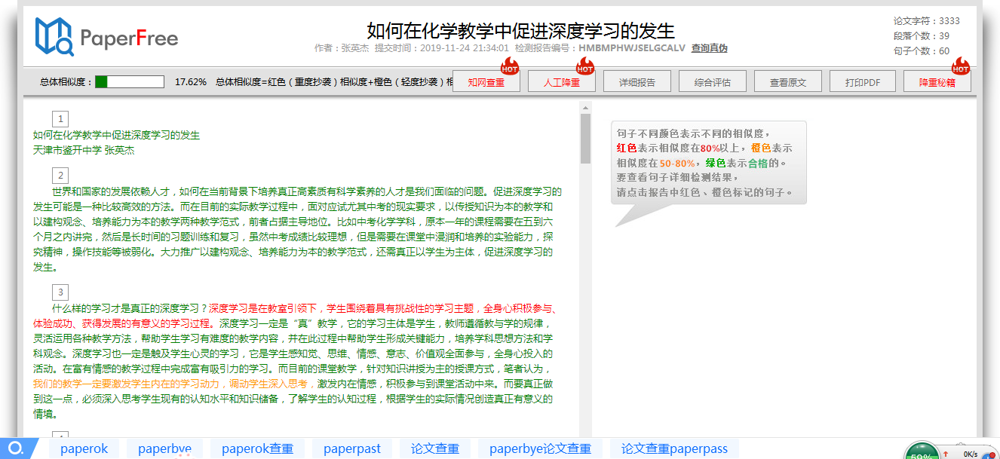 PaperFree
如何在化学教学中促进深度学习的发生
作者：张英杰 提交时间：2019-11-24 21:34:01 检测报告编号：HMBMPHWJSELGCALV 查询真伪
论文字符：3333
段落个数：39
句子个数：60
总体相似度： 17.62% 总体相似度=红色（重度抄袭）相似度+橙色（轻度抄袭）相
知网查重 HOT
人工降重 HOT
详细报告
综合评估
查看原文
打印PDF
降重秘籍 HOT
1
如何在化学教学中促进深度学习的发生
天津市鉴开中学 张英杰
2
世界和国家的发展依赖人才，如何在当前背景下培养真正高素质有科学素养的人才是我们面临的问题。促进深度学习的
发生可能是一种比较高效的方法。而在目前的实际教学过程中，面对应试尤其中考的现实要求，以传授知识为本的教学和
以建构观念、培养能力为本的教学两种教学范式，前者占据主导地位。比如中考化学学科，原本一年的课程需要在五到六
个月之内讲完，然后是长时间的习题训练和复习，虽然中考成绩比较理想，但是需要在课堂中浸润和培养的实验能力，探
究精神，操作技能等被弱化。大力推广以建构观念、培养能力为本的教学范式，还需真正以学生为主体，促进深度学习的
发生。
3
什么样的学习才是真正的深度学习？深度学习是在教室引领下，学生围绕着具有挑战性的学习主题，全身心积极参与、
体验成功、获得发展的有意义的学习过程。深度学习一定是“真”教学，它的学习主体是学生，教师遵循教与学的规律，
灵活运用各种教学方法，帮助学生学习有难度的教学内容，并在此过程中帮助学生形成关键能力，培养学科思想方法和学
科观念。深度学习也一定是触及学生心灵的学习，它是学生感知觉、思维、情感、意志、价值观全面参与，全身心投入的
活动。在富有情感的教学过程中完成富有吸引力的学习。而目前的课堂教学，针对知识讲授为主的授课方式，笔者认为，
我们的教学一定要激发学生内在的学习动力，调动学生深入思考，激发内在情感，积极参与到课堂活动中来。而要真正做
到这一点，必须深入思考学生现有的认知水平和知识储备，了解学生的认知过程，根据学生的实际情况创造真正有意义的
情境。
句子不同颜色表示不同的相似度，
红色表示相似度在80%以上，橙色表示
相似度在50-80%，绿色表示合格的。
要查看句子详细检测结果，
请点击报告中红色、橙色标记的句子。
paperok
paperbye
paperok查重
paperpast
论文查重
paperbye论文查重
论文查重paperpass
59%
0K/s